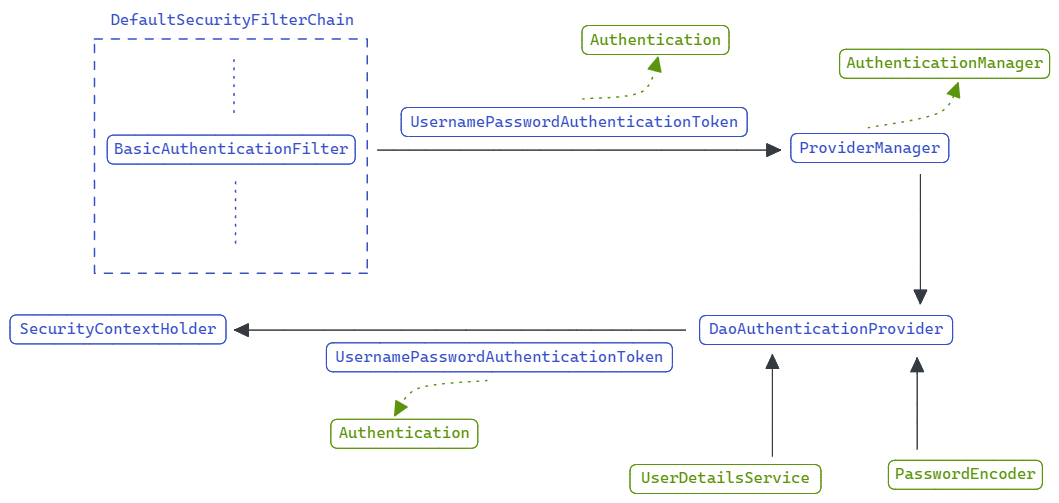 DefaultSecurityFilterChain
Authentication
AuthenticationManager
UsernamePasswordAuthenticationToken
BasicAuthenticationFilter
ProviderManager
SecurityContextHolder
DaoAuthenticationProvider
UsernamePasswordAuthenticationToken
Authentication
UserDetailsService
PasswordEncoder